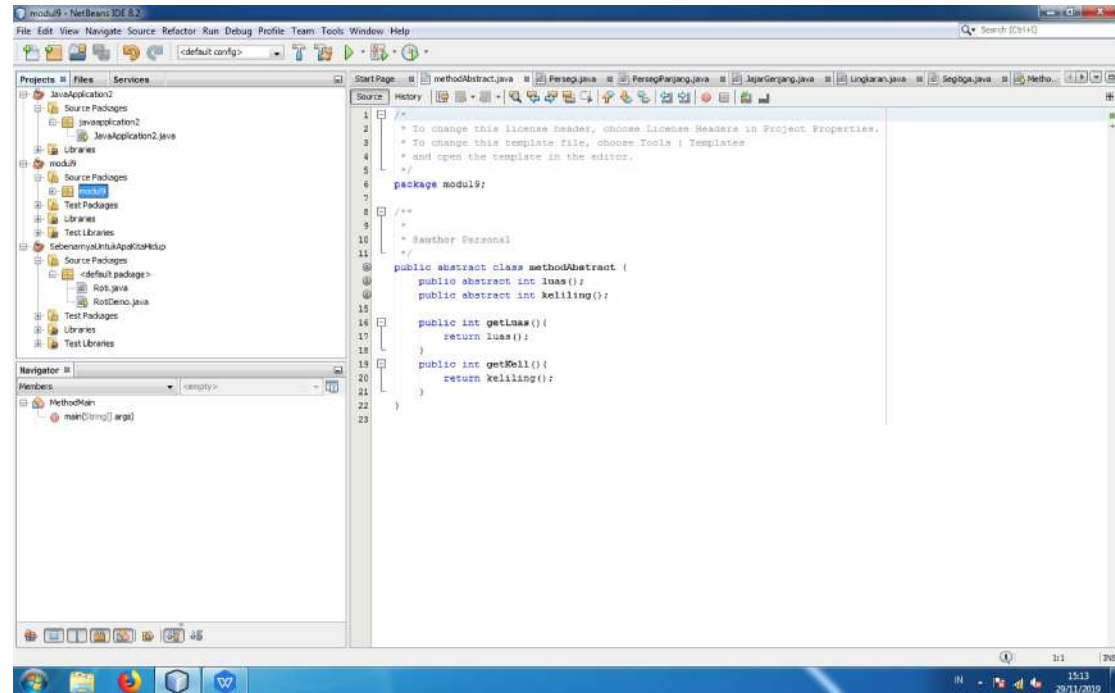 modul9 - NetBeans IDE 8.2
File Edit View Navigate Source Refactor Run Debug Profile Team Tools Window Help
Search (Ctrl+I)
<default config>
Projects Files Services
JavaApplication2
Source Packages
javaapplication2
JavaApplication2.java
Libraries
modul9
Source Packages
modul9
Test Packages
Libraries
Test Libraries
SebenarnyaUntukApaKitaHidup
Source Packages
<default package>
Roti.java
RotiDemo.java
Test Packages
Libraries
Test Libraries
Navigator
Members <empty>
MethodMain
main(String[] args)
Start Page methodAbstract.java Persegi.java PersegiPanjang.java JajarGenjang.java Lingkaran.java Segitiga.java Metho...
Source History
1 /*
2 * To change this license header, choose License Headers in Project Properties.
3 * To change this template file, choose Tools | Templates
4 * and open the template in the editor.
5 */
6 package modul9;
7
8 /**
9 *
10 * @author Personal
11 */
public abstract class methodAbstract {
public abstract int luas();
public abstract int keliling();
15
16 public int getLuas(){
17 return luas();
18 }
19 public int getKell(){
20 return keliling();
21 }
22 }
23
1:1 INS
IN 15:13
29/11/2019